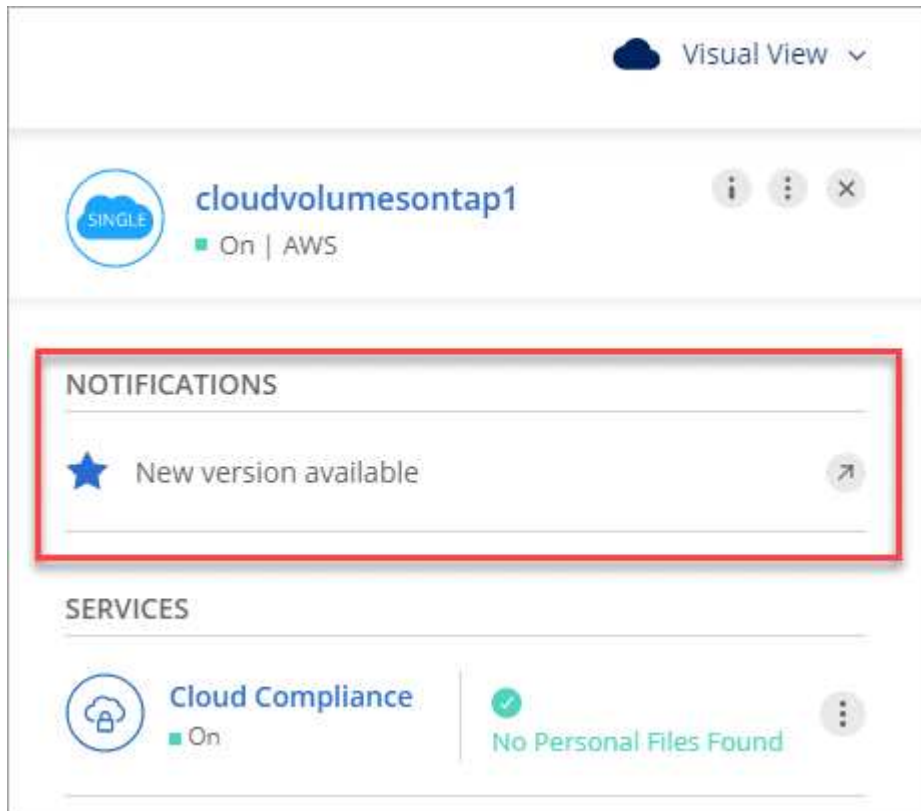 Visual View
SINGLE
cloudvolumesontap1
On | AWS
NOTIFICATIONS
New version available
SERVICES
Cloud Compliance
On
No Personal Files Found